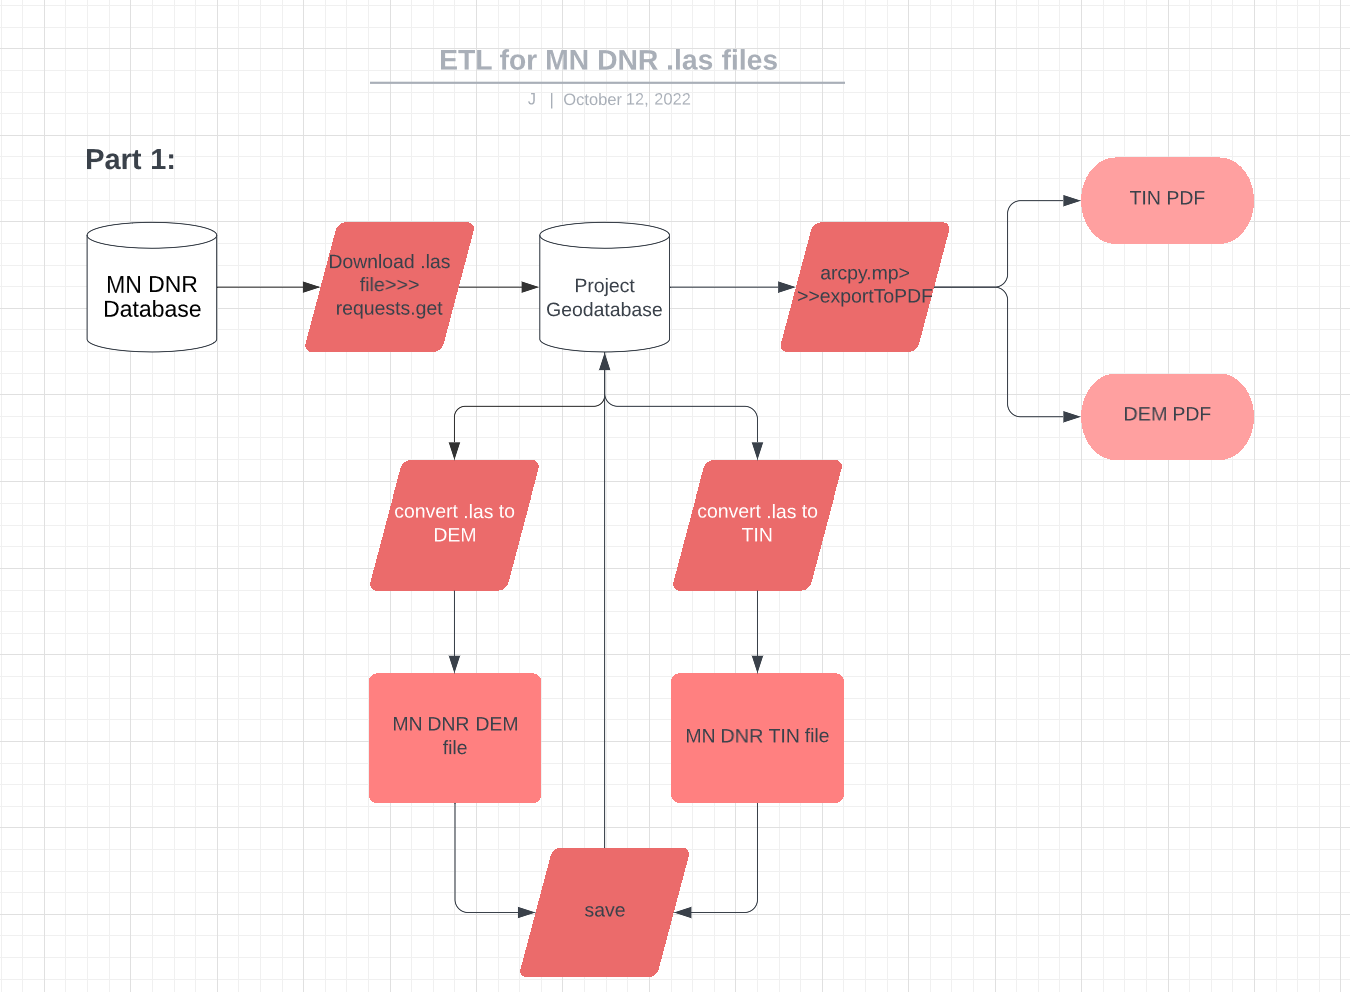 ETL for MN DNR .las files
J | October 12, 2022
Part 1:
MN DNR
Database
Download .las
file>>>
requests.get
Project
Geodatabase
arcpy.mp>
>>exportToPDF
TIN PDF
DEM PDF
convert .las to
DEM
convert .las to
TIN
MN DNR DEM
file
MN DNR TIN file
save